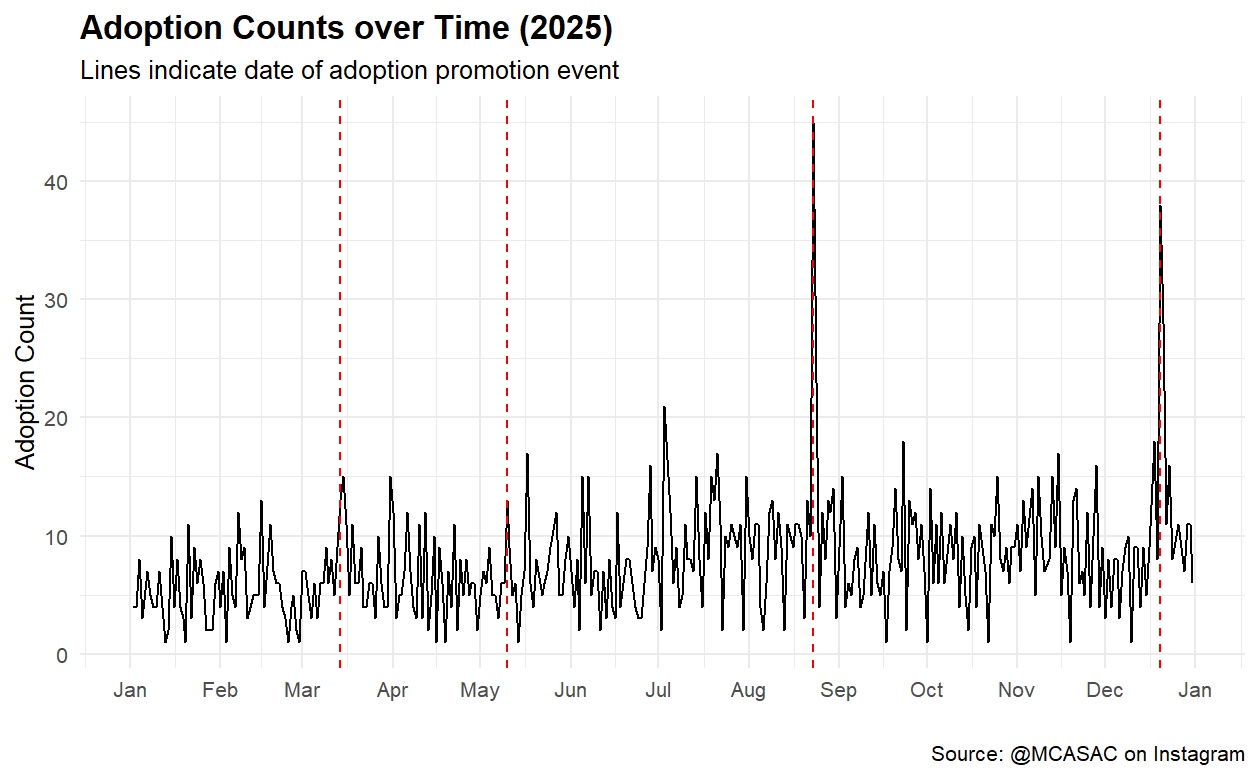 Adoption Counts over Time (2025)
Lines indicate date of adoption promotion event
Adoption Count
40
30
20
10
0
Jan Feb Mar Apr May Jun Jul Aug Sep Oct Nov Dec Jan
Source: @MCASAC on Instagram